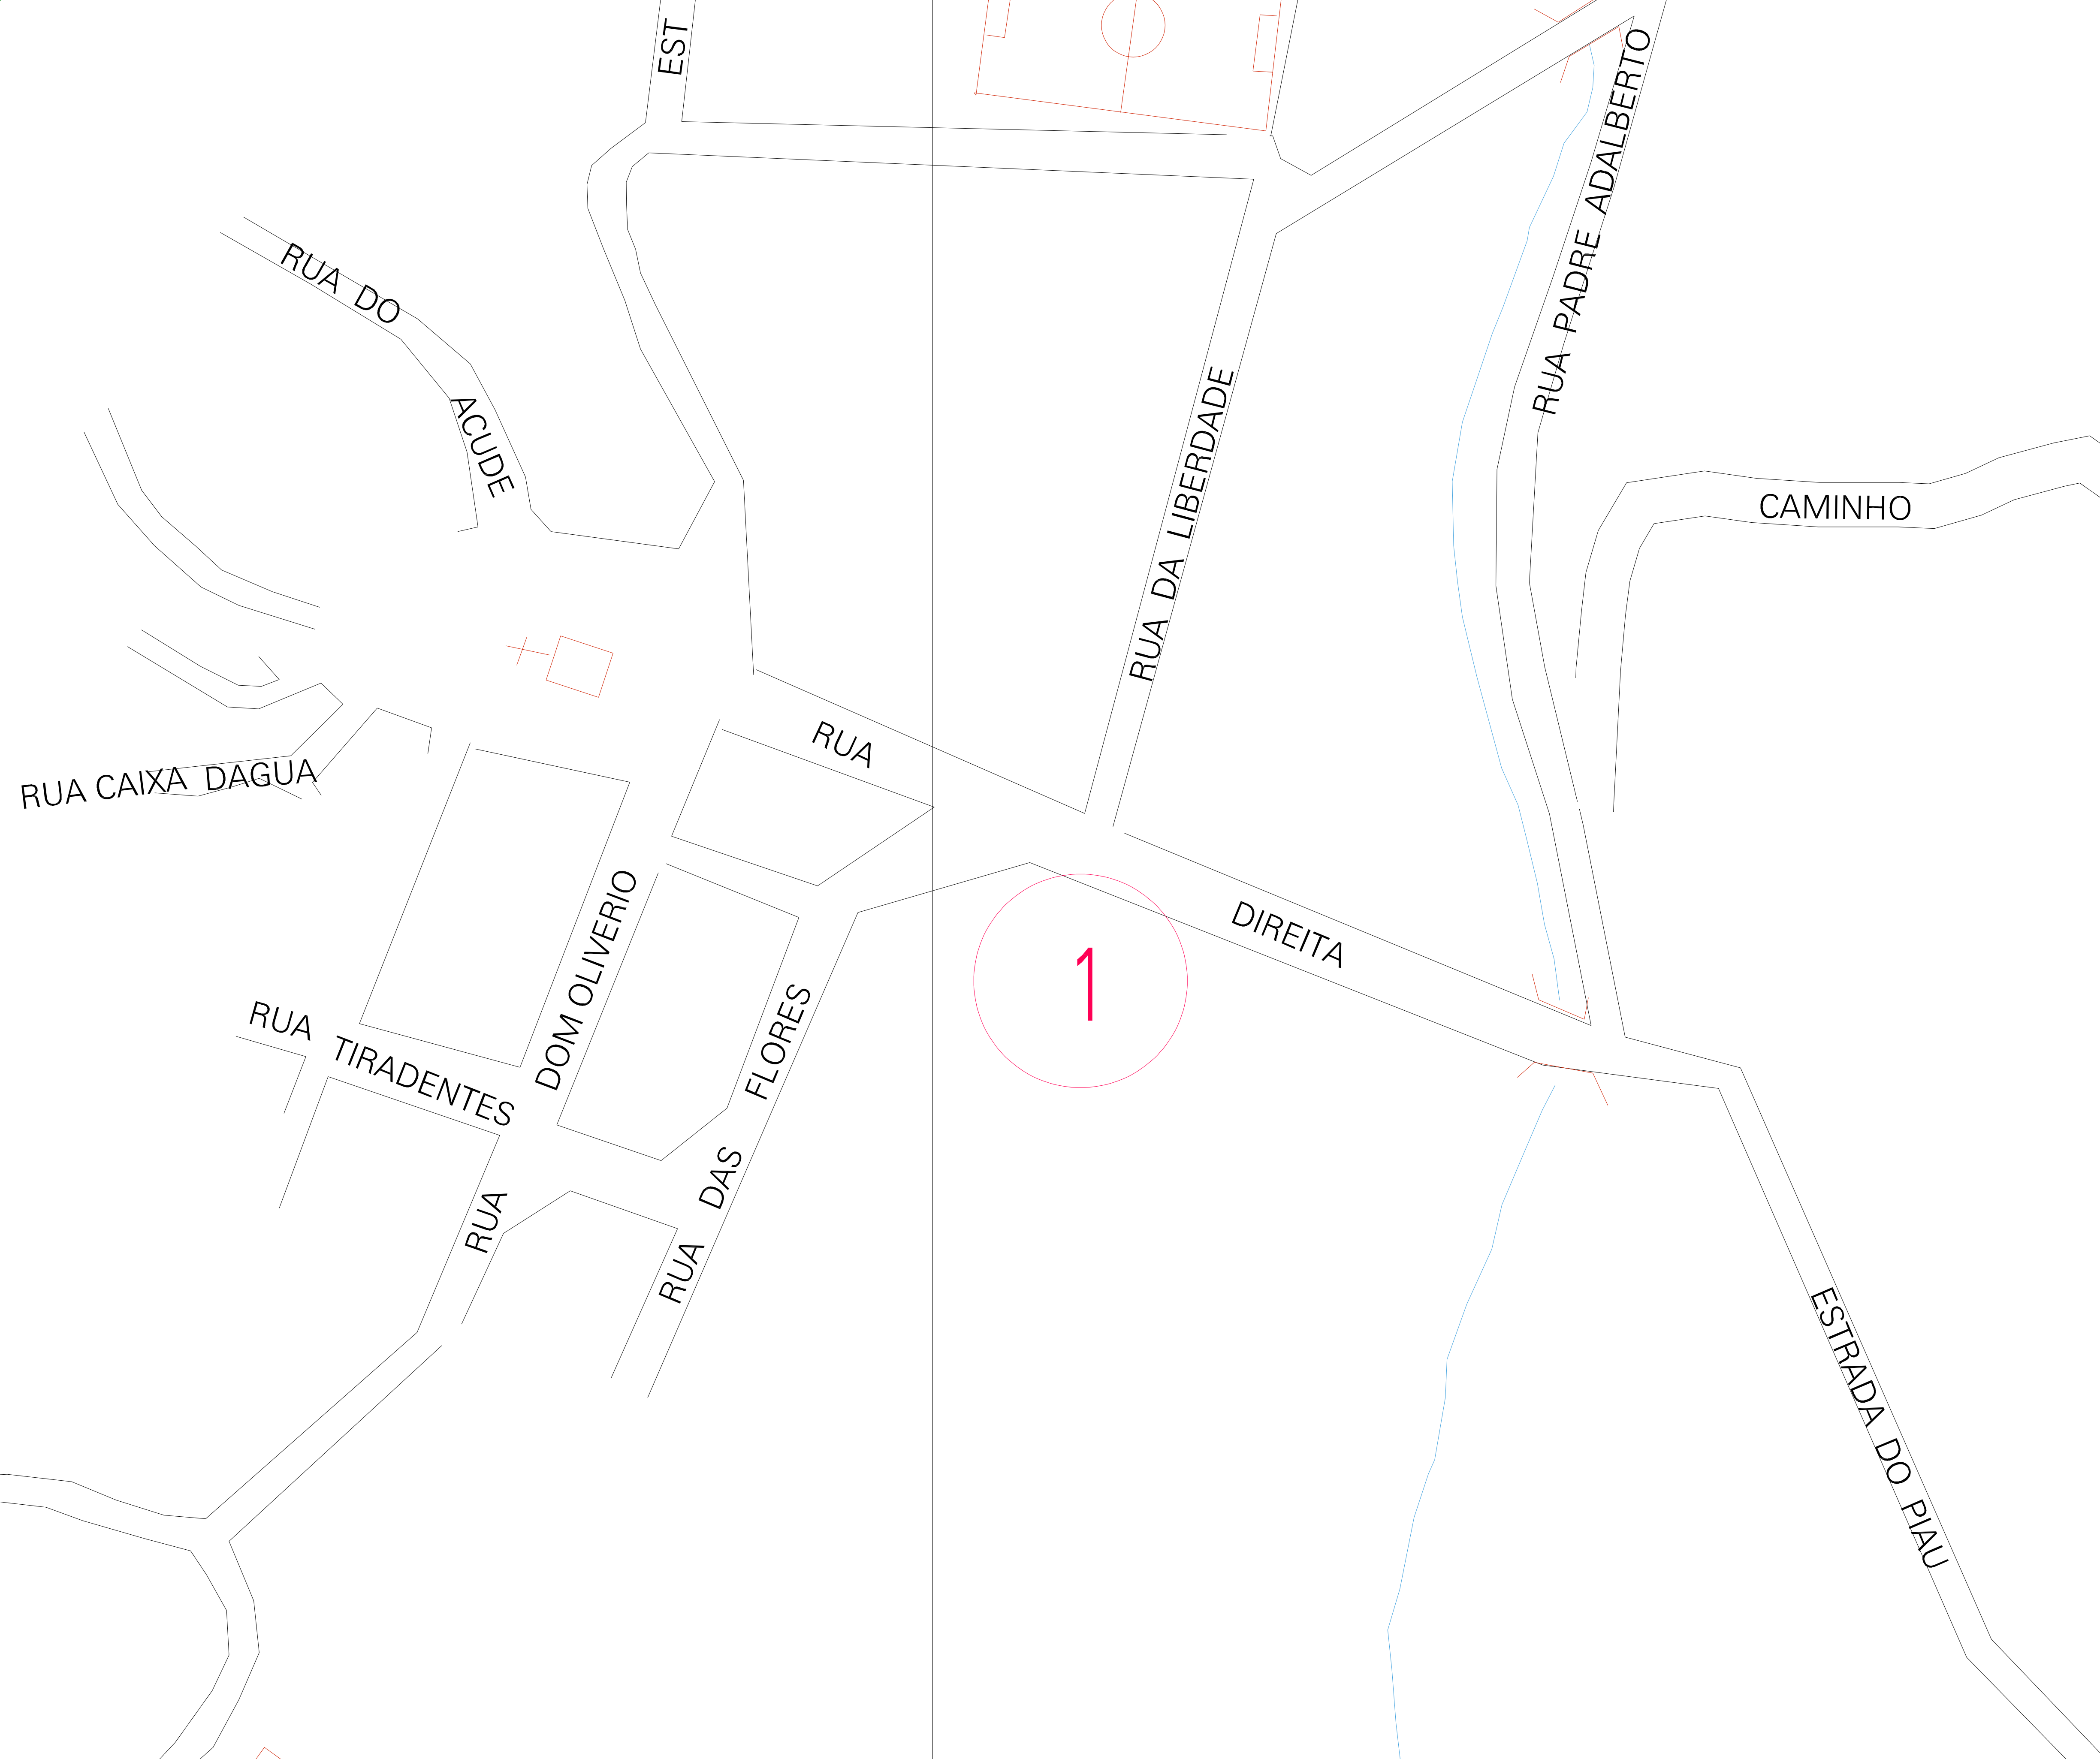 EST
RUA PADRE ADALBERTO
RUA DO ACUDE
RUA DA LIBERDADE
CAMINHO
RUA CAIXA DAGUA
RUA DIREITA
1
RUA DOM OLIVERIO
RUA TIRADENTES
RUA DAS FLORES
ESTRADA DO PIAU